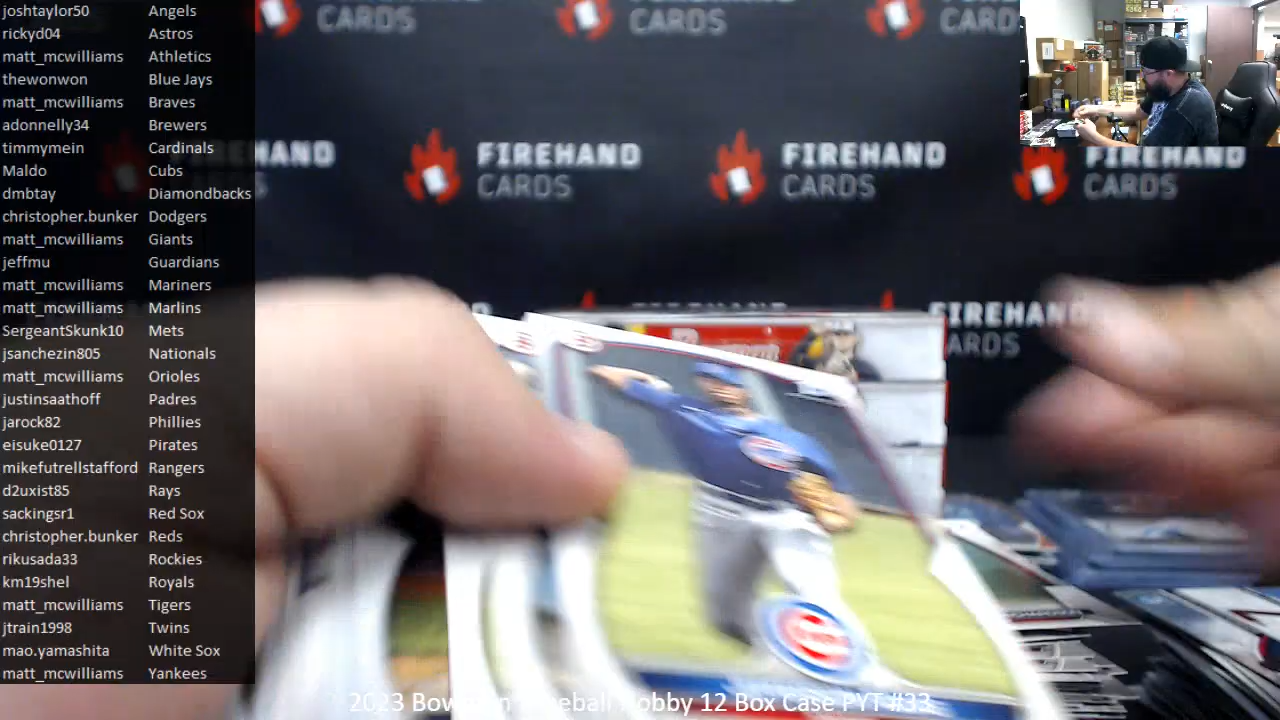 joshtaylor50 Angels
rickyd04 Astros
matt_mcwilliams Athletics
thewonwon Blue Jays
matt_mcwilliams Braves
adonnelly34 Brewers
timmymein Cardinals
Maldo Cubs
dmbtay Diamondbacks
christopher.bunker Dodgers
matt_mcwilliams Giants
jeffmu Guardians
matt_mcwilliams Mariners
matt_mcwilliams Marlins
SergeantSkunk10 Mets
jsanchezin805 Nationals
matt_mcwilliams Orioles
justinsaathoff Padres
jarock82 Phillies
eisuke0127 Pirates
mikefutrellstafford Rangers
d2uxist85 Rays
sackingsr1 Red Sox
christopher.bunker Reds
rikusada33 Rockies
km19shel Royals
matt_mcwilliams Tigers
jtrain1998 Twins
mao.yamashita White Sox
matt_mcwilliams Yankees
CARDS
CARDS
CARDS
FIREHAND
CARDS
FIREHAND
CARDS
FIREHAND
CARDS
FIREHAND
CARDS
2023 Bowman Baseball Hobby 12 Box Case PYT #33